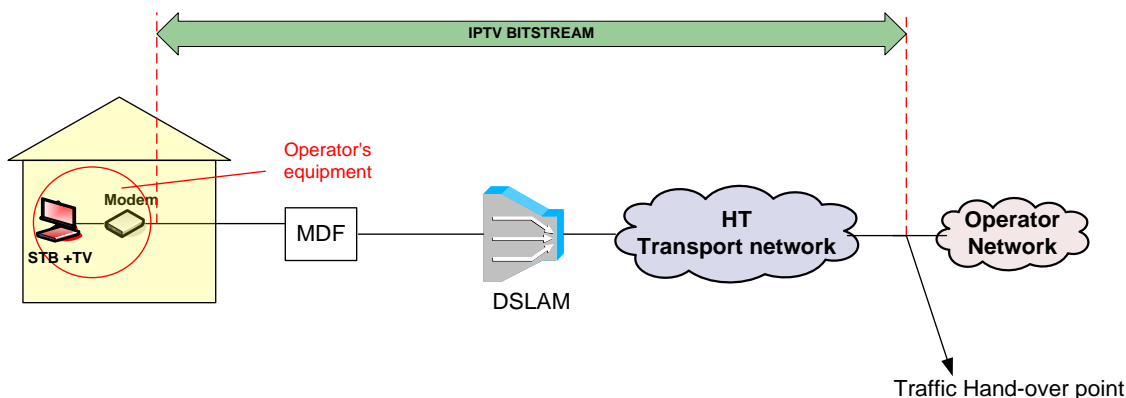 IPTV BITSTREAM
Operator's
equipment
Modem
STB +TV
MDF
DSLAM
HT
Transport network
Operator
Network
Traffic Hand-over point